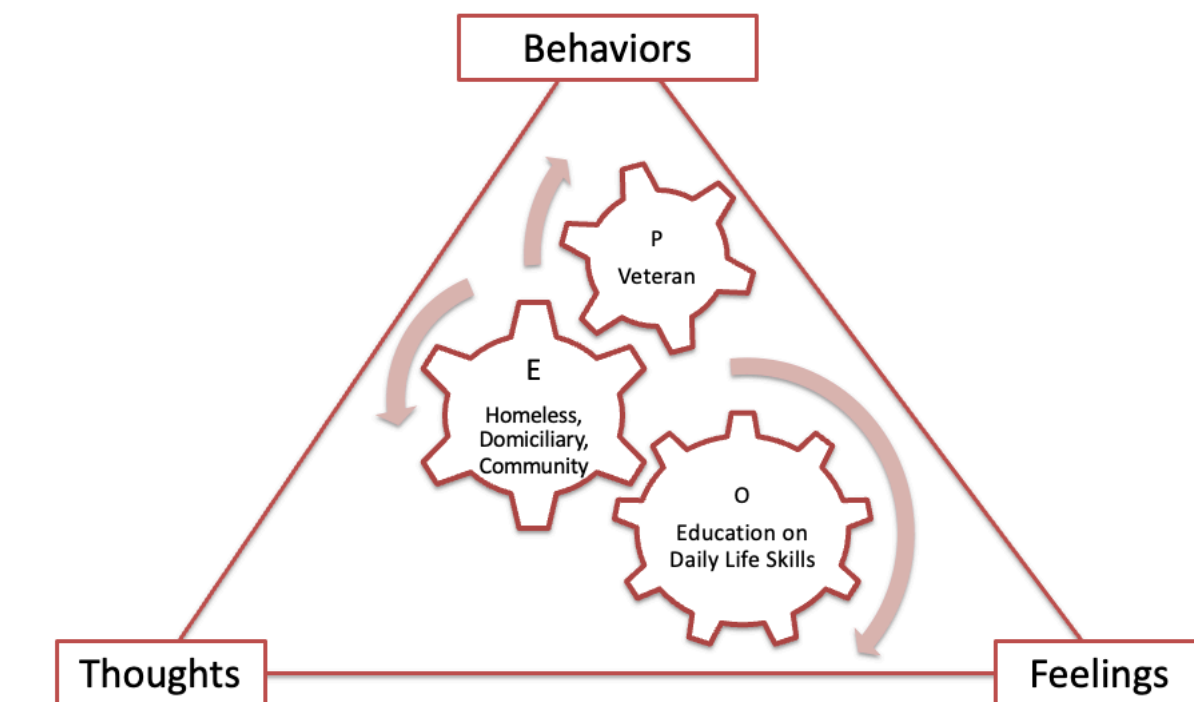 Behaviors
P
Veteran
E
Homeless,
Domiciliary,
Community
O
Education on
Daily Life Skills
Thoughts
Feelings